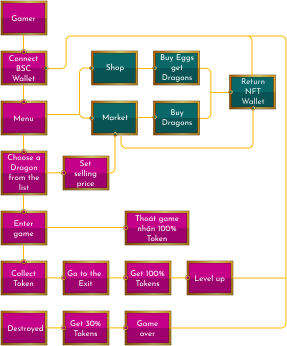 Gamer
Connect
BSC
Wallet
Shop
Buy Eggs
get
Dragons
Return
NFT
Wallet
Menu
Market
Buy
Dragons
Choose a
Dragon
from the
list
Set
selling
price
Enter
game
Thoát game
nhận 100%
Token
Collect
Token
Go to the
Exit
Get 100%
Tokens
Level up
Destroyed
Get 30%
Tokens
Game
over